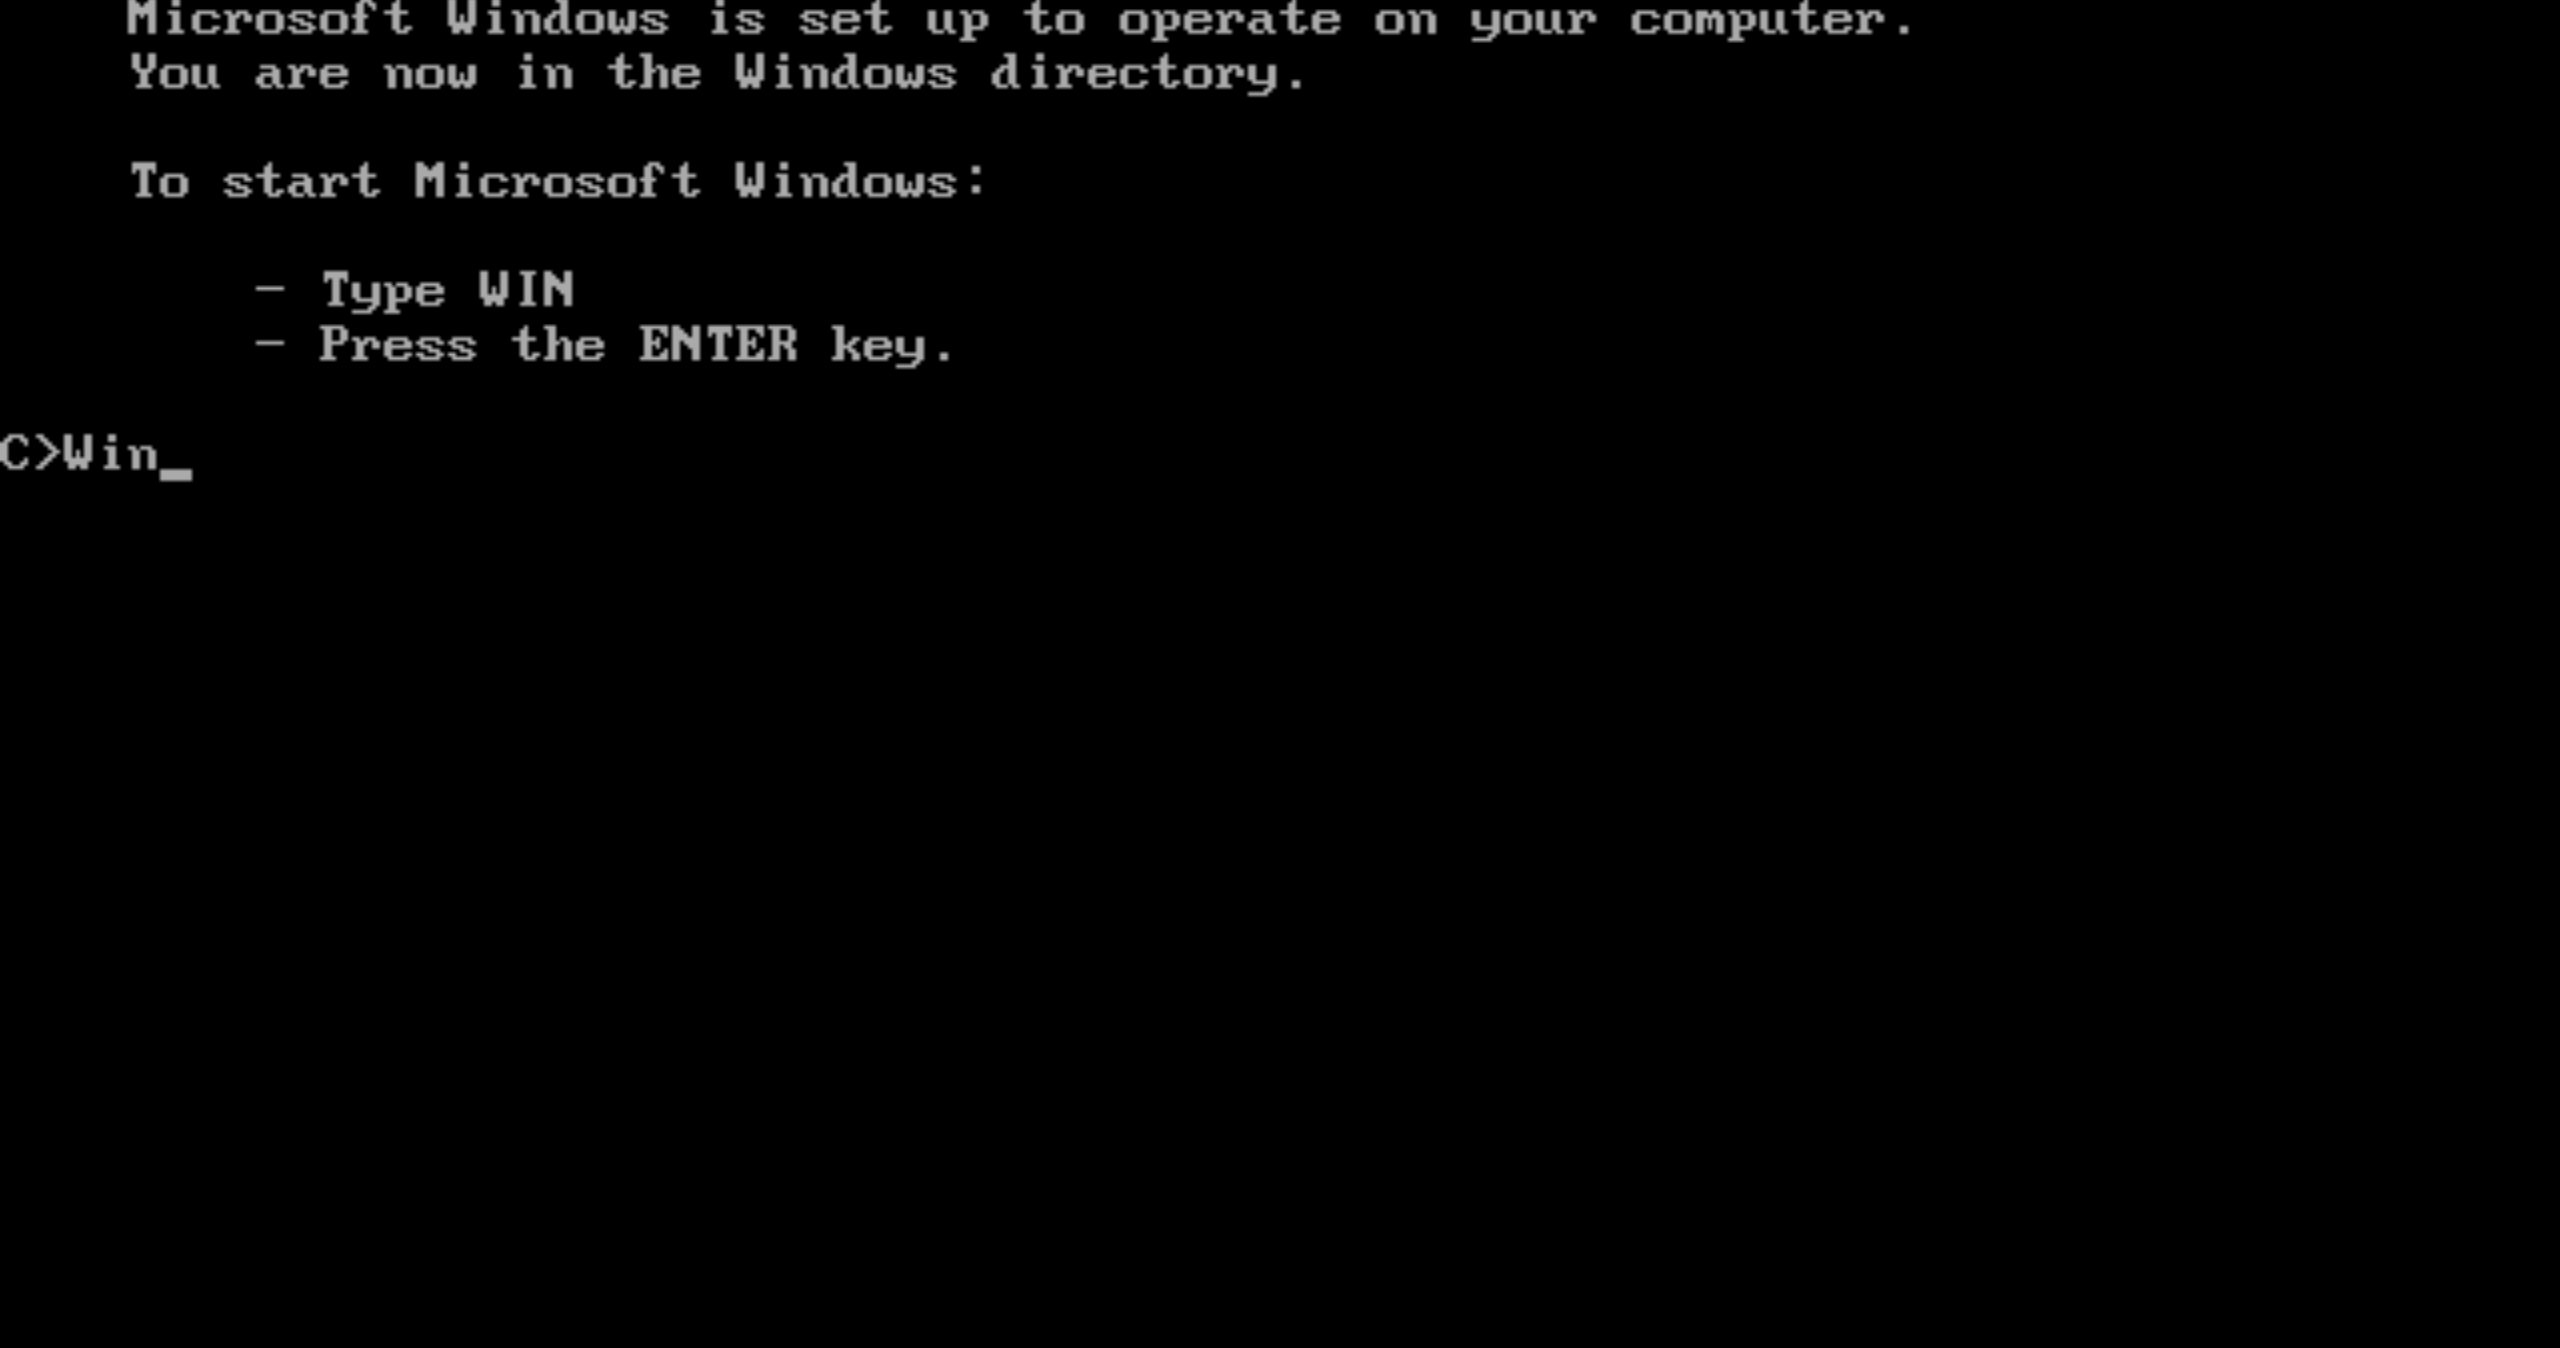 Microsoft Windows is set up to operate on your computer.
You are now in the Windows directory.
To start Microsoft Windows:
- Type WIN
- Press the ENTER key.
C>Win_